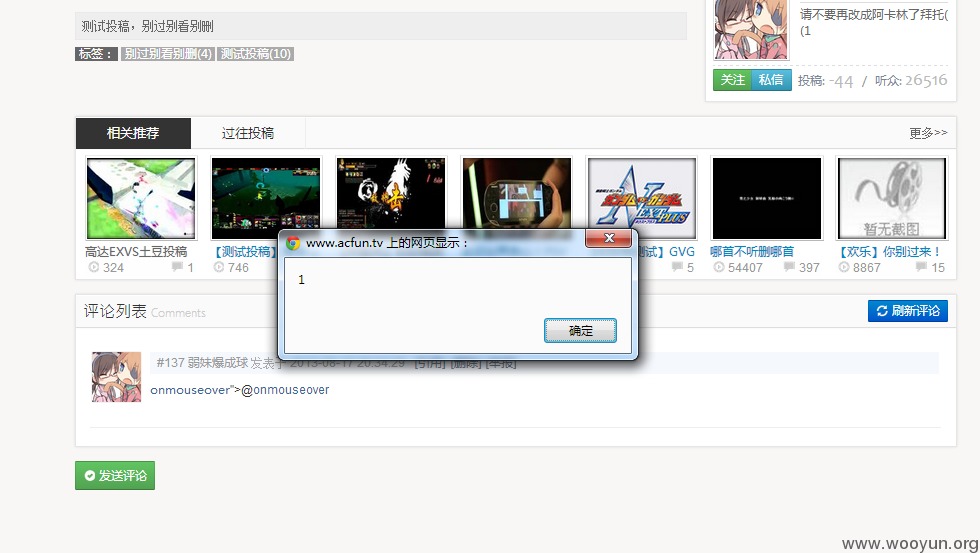 测试投稿，别过别看别删
标签： 别过别看别删(4) 测试投稿(10)
请不要再改成阿卡林了拜托(
(1
关注 私信 投稿: -44 / 听众: 26516
相关推荐 过往投稿 更多>>
暂无截图
高达EXVS土豆投稿
324 1
【测试投稿】
746
测试】GVG
5
哪首不听删哪首
54407 397
【欢乐】你别过来！
8867 15
www.acfun.tv 上的网页显示：
1
确定
评论列表 Comments
刷新评论
#137 弱妹爆成球 发表于 2013-08-17 20:34:29 [引用] [删除] [举报]
onmouseover">@onmouseover
发送评论
www.wooyun.org